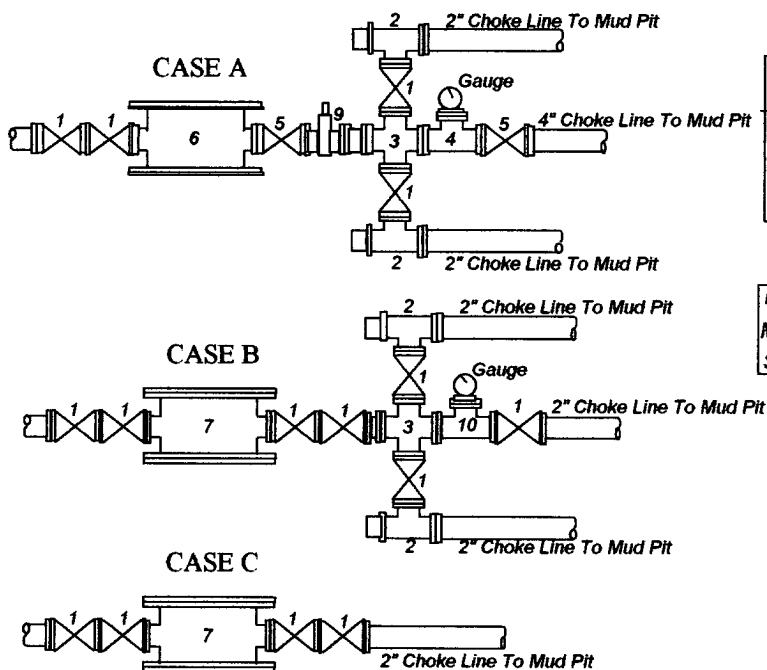 2
2" Choke Line To Mud Pit
CASE A
Gauge
1
1 1 5 9 5
4" Choke Line To Mud Pit
6 3 4
1
2
2" Choke Line To Mud Pit
2
2" Choke Line To Mud Pit
CASE B
Gauge
1
1 1 1 1 1
2" Choke Line To Mud Pit
7 3 10
1
2
2" Choke Line To Mud Pit
CASE C
1 1 1 1
7
2" Choke Line To Mud Pit